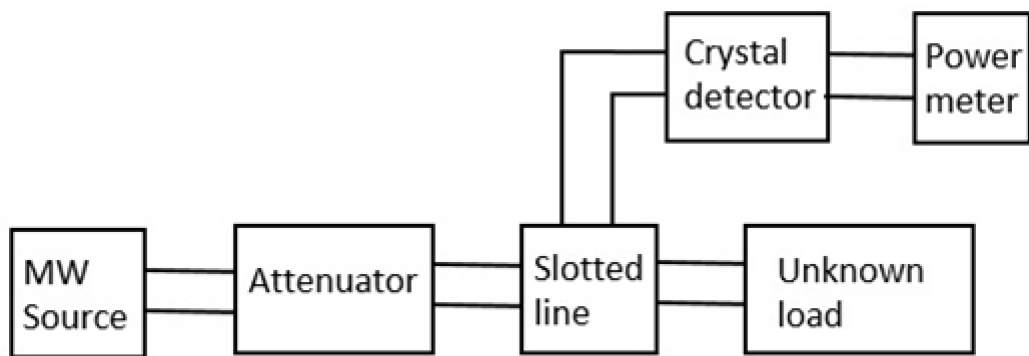 Crystal
detector
Power
meter
MW
Source
Attenuator
Slotted
line
Unknown
load